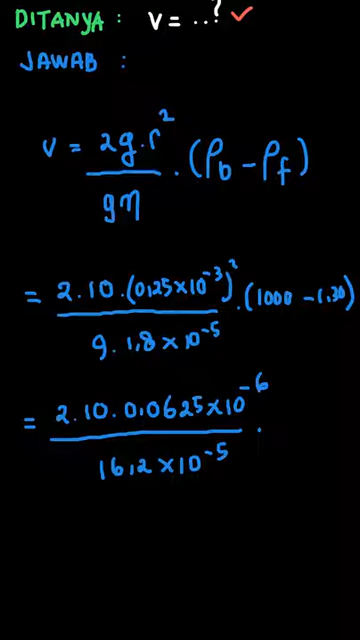 DITANYA : V = ...? ✓
JAWAB :
V = 2g.r² / 9η . (ρb - ρf)
= 2.10.(0,25×10⁻³)² / 9.1,8×10⁻⁵ . (1000 - 1,30)
= 2.10.0,0625×10⁻⁶ / 16,2×10⁻⁵ .